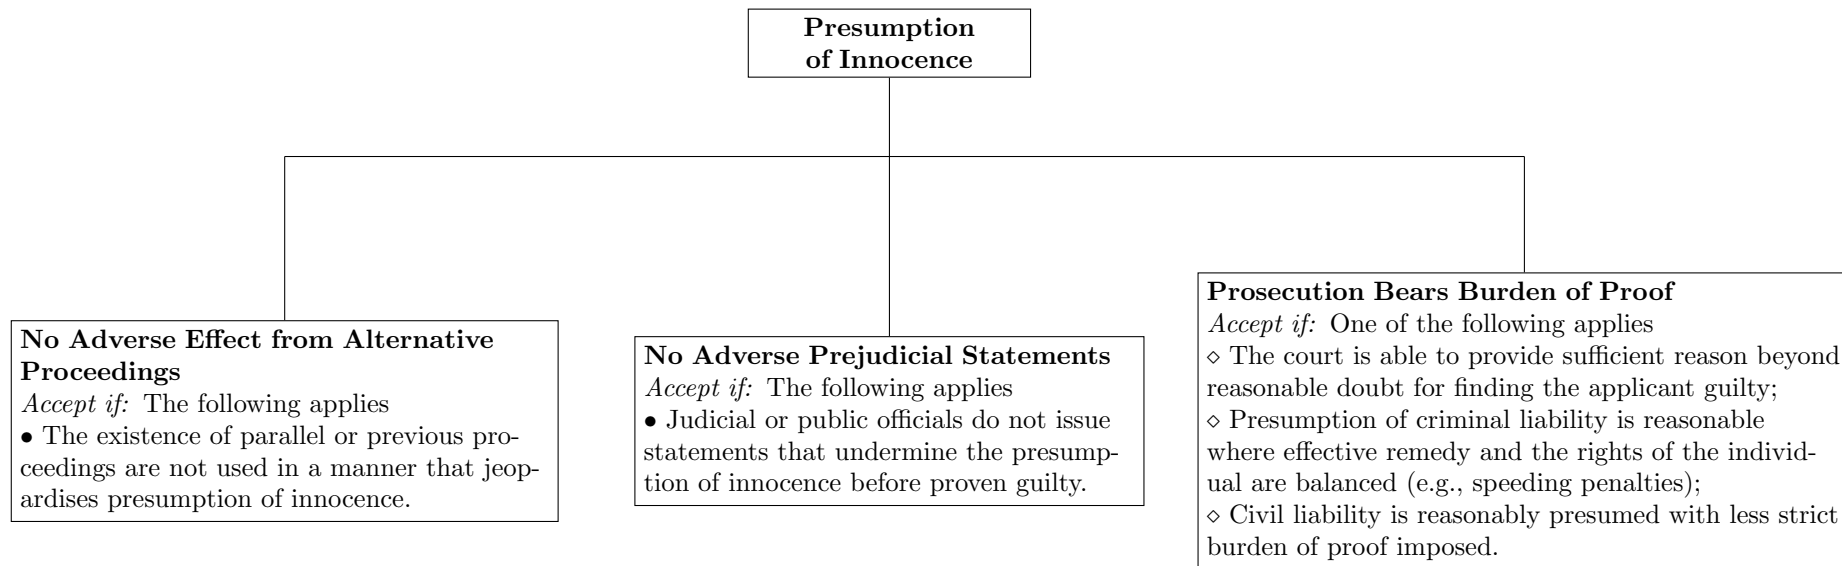 Presumption
of Innocence
No Adverse Effect from Alternative
Proceedings
Accept if: The following applies
• The existence of parallel or previous pro-
ceedings are not used in a manner that jeop-
ardises presumption of innocence.
No Adverse Prejudicial Statements
Accept if: The following applies
• Judicial or public officials do not issue
statements that undermine the presump-
tion of innocence before proven guilty.
Prosecution Bears Burden of Proof
Accept if: One of the following applies
⋄ The court is able to provide sufficient reason beyond
reasonable doubt for finding the applicant guilty;
⋄ Presumption of criminal liability is reasonable
where effective remedy and the rights of the individ-
ual are balanced (e.g., speeding penalties);
⋄ Civil liability is reasonably presumed with less strict
burden of proof imposed.